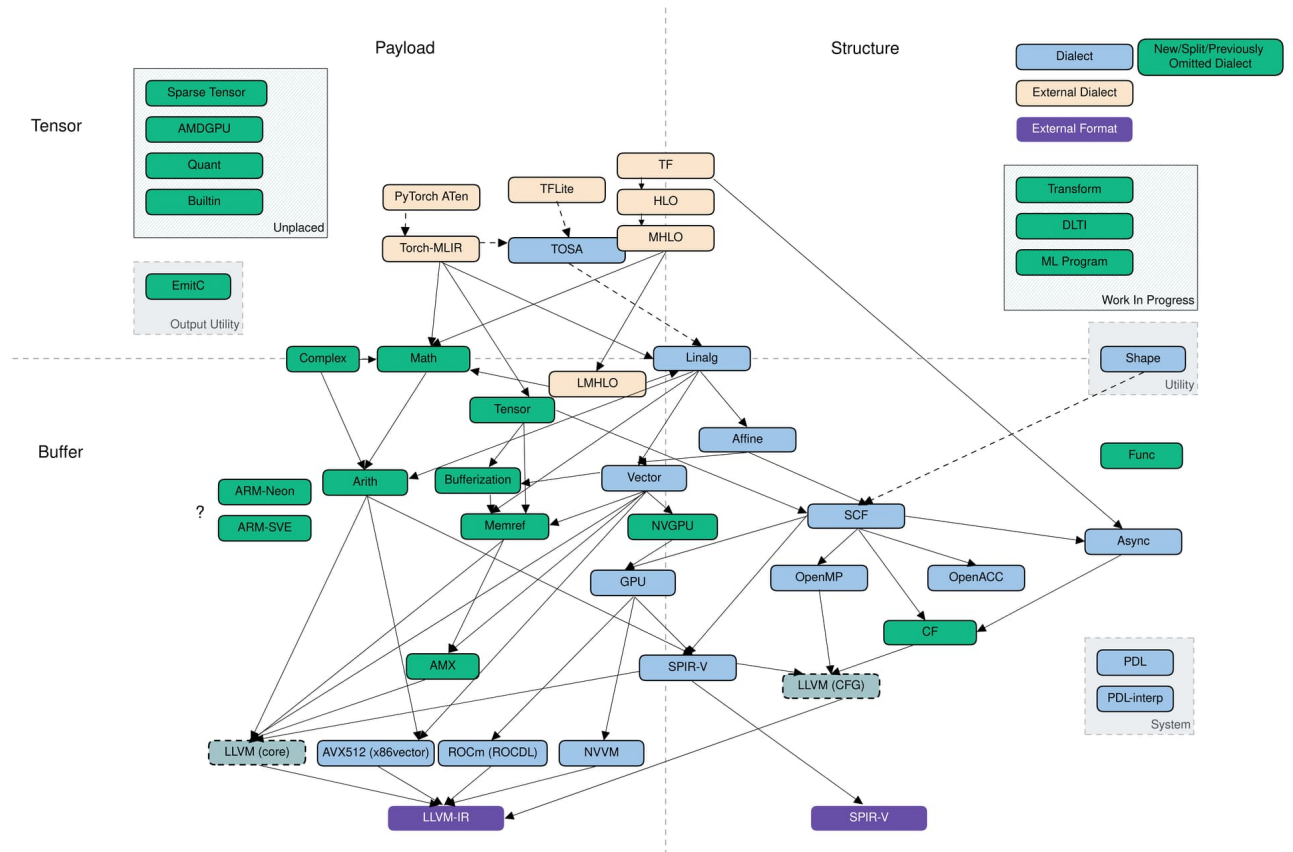 Payload
Structure
Dialect
New/Split/Previously
Omitted Dialect
External Dialect
External Format
Tensor
Sparse Tensor
AMDGPU
Quant
Builtin
Unplaced
TF
HLO
MHLO
PyTorch ATen
TFLite
Torch-MLIR
TOSA
Transform
DLTI
ML Program
Work In Progress
EmitC
Output Utility
Complex
Math
Linalg
Shape
Utility
LMHLO
Tensor
Affine
Buffer
Func
Arith
Bufferization
Vector
ARM-Neon
?
ARM-SVE
Memref
NVGPU
SCF
Async
GPU
OpenMP
OpenACC
CF
AMX
SPIR-V
LLVM (CFG)
PDL
PDL-interp
System
LLVM (core)
AVX512 (x86vector)
ROCm (ROCDL)
NVVM
LLVM-IR
SPIR-V